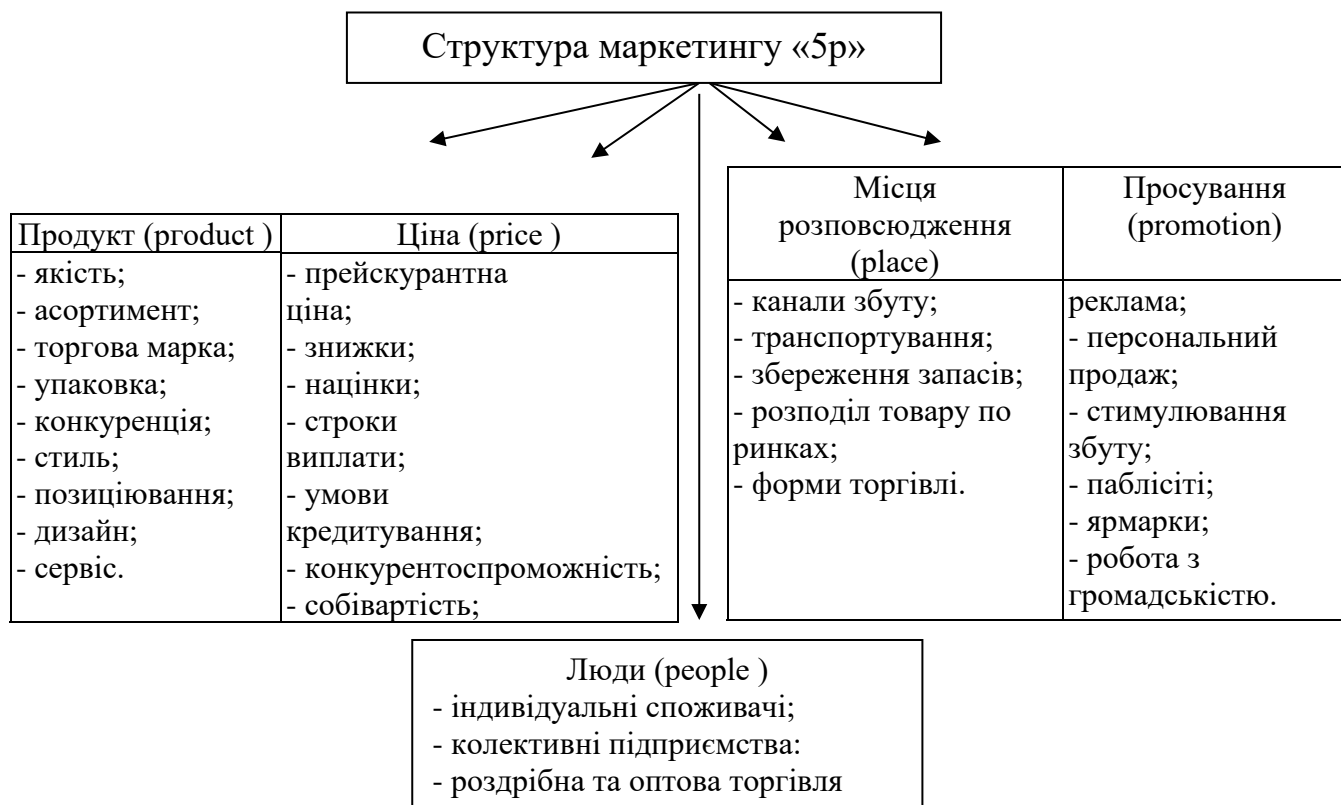 Структура маркетингу «5р»
Продукт (product )
- якість;
- асортимент;
- торгова марка;
- упаковка;
- конкуренція;
- стиль;
- позиціювання;
- дизайн;
- сервіс.
Ціна (price )
- прейскурантна
ціна;
- знижки;
- націнки;
- строки
виплати;
- умови
кредитування;
- конкурентоспроможність;
- собівартість;
Місця
розповсюдження
(place)
- канали збуту;
- транспортування;
- збереження запасів;
- розподіл товару по
ринках;
- форми торгівлі.
Просування
(promotion)
реклама;
- персональний
продаж;
- стимулювання
збуту;
- паблісіті;
- ярмарки;
- робота з
громадськістю.
Люди (people )
- індивідуальні споживачі;
- колективні підприємства:
- роздрібна та оптова торгівля